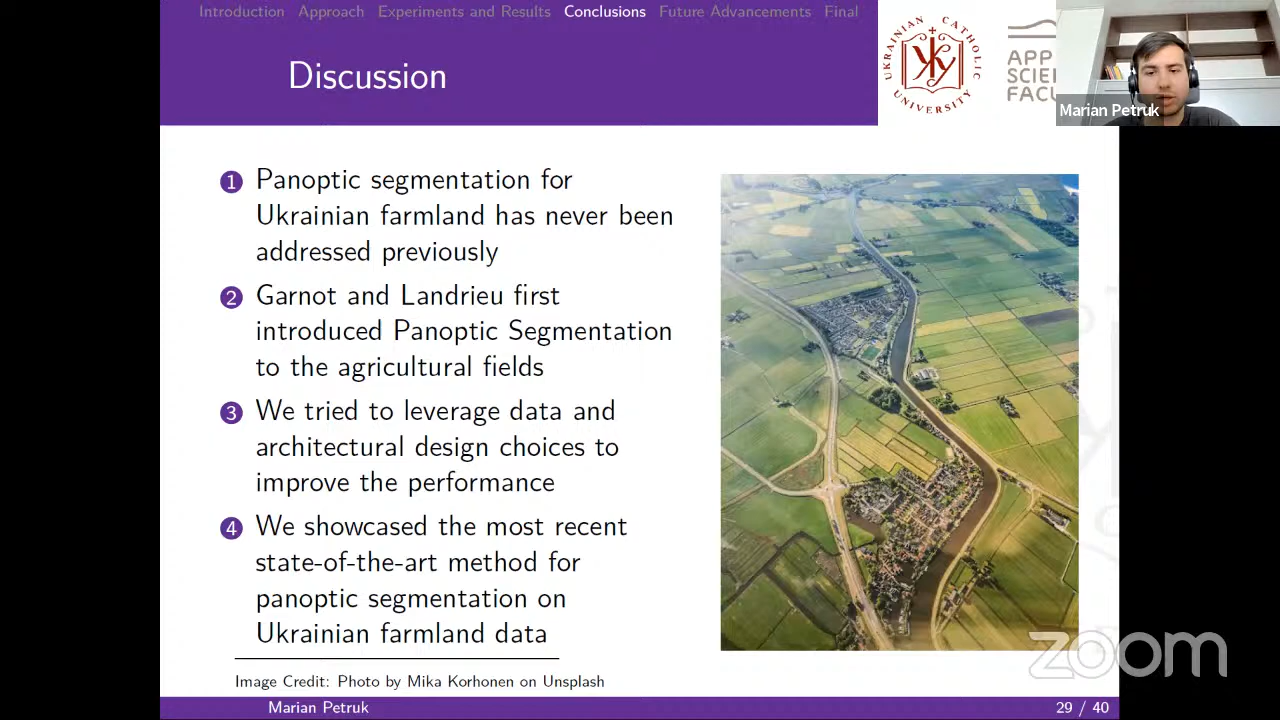 Introduction Approach Experiments and Results Conclusions Future Advancements Final
Discussion
UKRAINIAN CATHOLIC UNIVERSITY
APP
SCIE
FACU
Marian Petruk
1 Panoptic segmentation for
Ukrainian farmland has never been
addressed previously
2 Garnot and Landrieu first
introduced Panoptic Segmentation
to the agricultural fields
3 We tried to leverage data and
architectural design choices to
improve the performance
4 We showcased the most recent
state-of-the-art method for
panoptic segmentation on
Ukrainian farmland data
Image Credit: Photo by Mika Korhonen on Unsplash
zoom
Marian Petruk 29 / 40